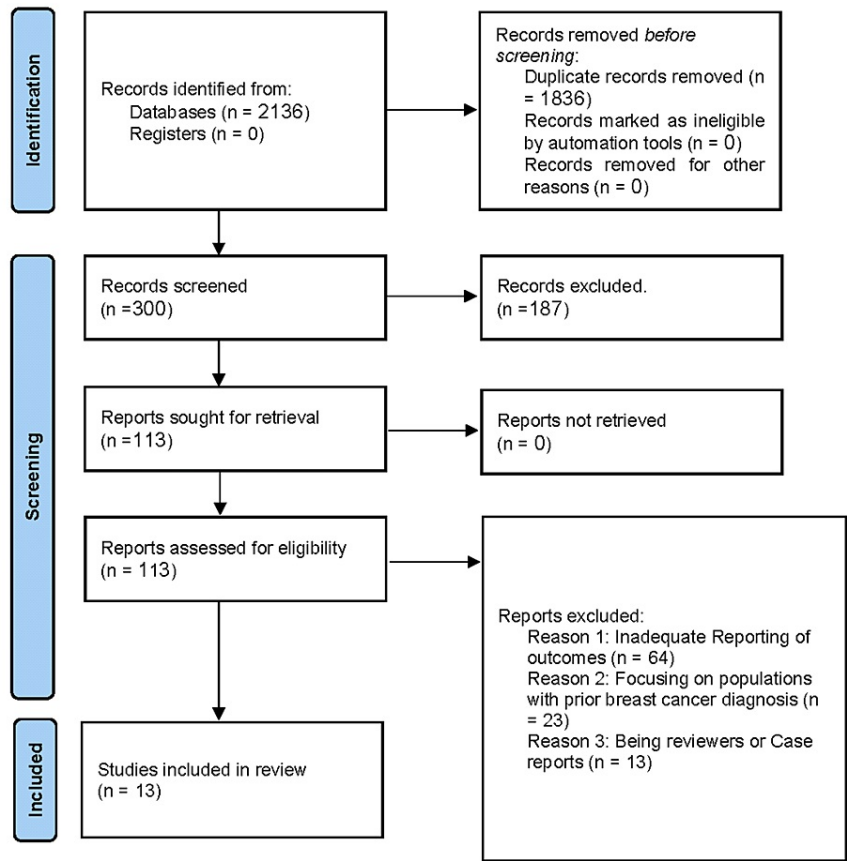 Identification
Records identified from:
Databases (n = 2136)
Registers (n = 0)
Records removed before
screening:
Duplicate records removed (n
= 1836)
Records marked as ineligible
by automation tools (n = 0)
Records removed for other
reasons (n = 0)
Screening
Records screened
(n =300)
Records excluded.
(n =187)
Reports sought for retrieval
(n =113)
Reports not retrieved
(n = 0)
Reports assessed for eligibility
(n = 113)
Reports excluded:
Reason 1: Inadequate Reporting of
outcomes (n = 64)
Reason 2: Focusing on populations
with prior breast cancer diagnosis (n
= 23)
Reason 3: Being reviewers or Case
reports (n = 13)
Included
Studies included in review
(n = 13)